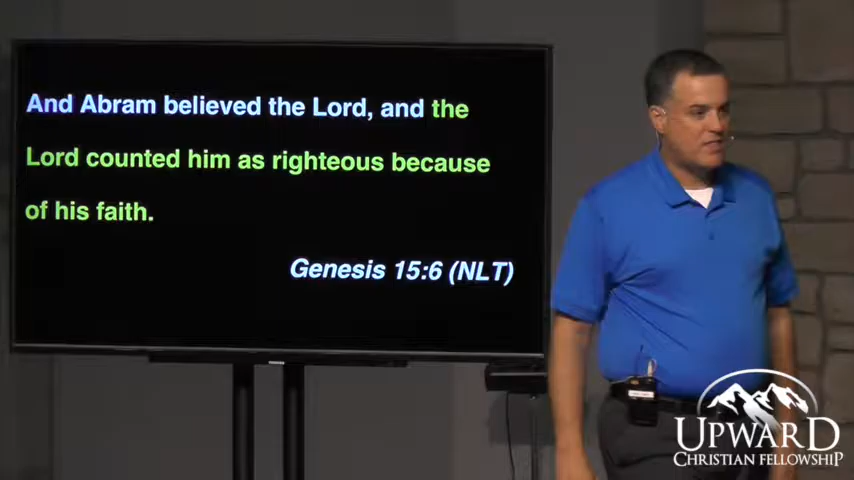 And Abram believed the Lord, and the
Lord counted him as righteous because
of his faith.
Genesis 15:6 (NLT)
UPWARD
CHRISTIAN FELLOWSHIP